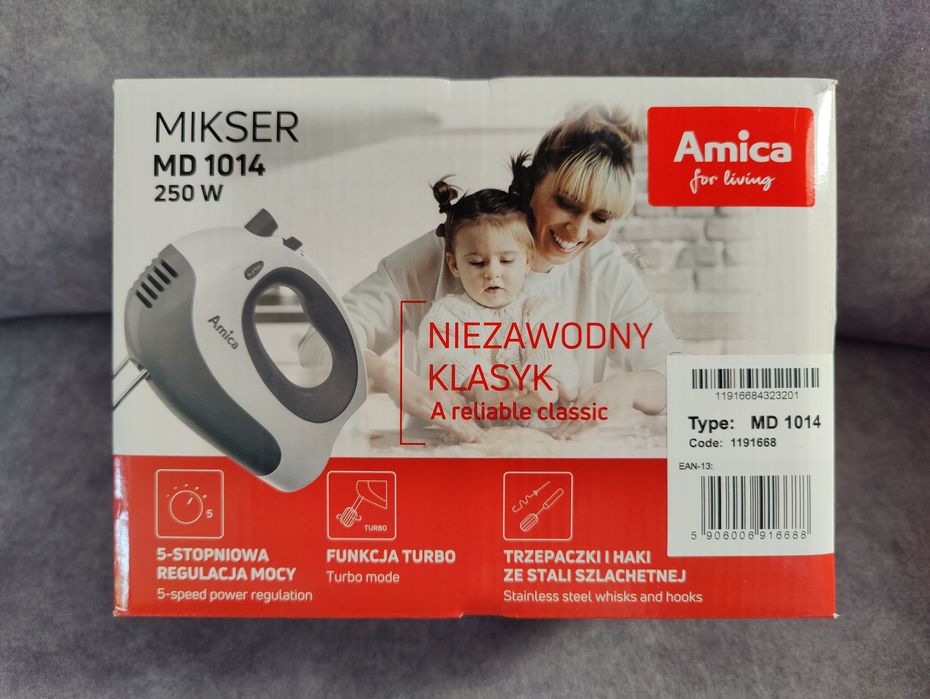 MIKSER
MD 1014
250 W
Amica
for living
turbo
Amica
NIEZAWODNY
KLASYK
A reliable classic
11916684323201
Type: MD 1014
Code: 1191668
EAN-13:
5 906006 916688
5
TURBO
5-STOPNIOWA
REGULACJA MOCY
5-speed power regulation
FUNKCJA TURBO
Turbo mode
TRZEPACZKI I HAKI
ZE STALI SZLACHETNEJ
Stainless steel whisks and hooks